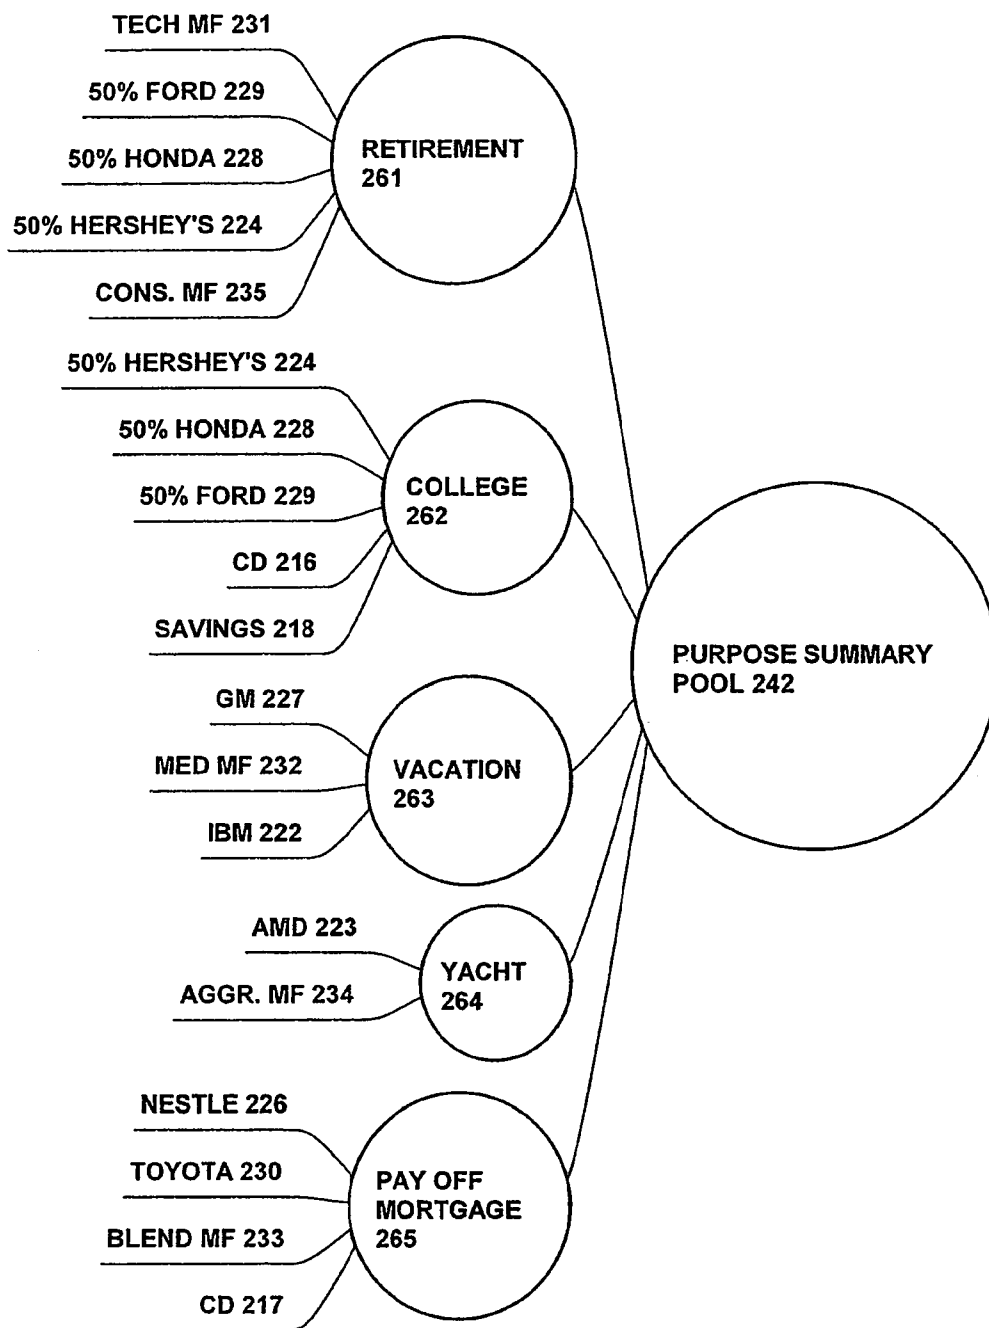 TECH MF 231
50% FORD 229
50% HONDA 228
50% HERSHEY'S 224
CONS. MF 235
RETIREMENT
261
50% HERSHEY'S 224
50% HONDA 228
50% FORD 229
CD 216
SAVINGS 218
COLLEGE
262
GM 227
MED MF 232
IBM 222
VACATION
263
AMD 223
AGGR. MF 234
YACHT
264
NESTLE 226
TOYOTA 230
BLEND MF 233
CD 217
PAY OFF
MORTGAGE
265
PURPOSE SUMMARY
POOL 242